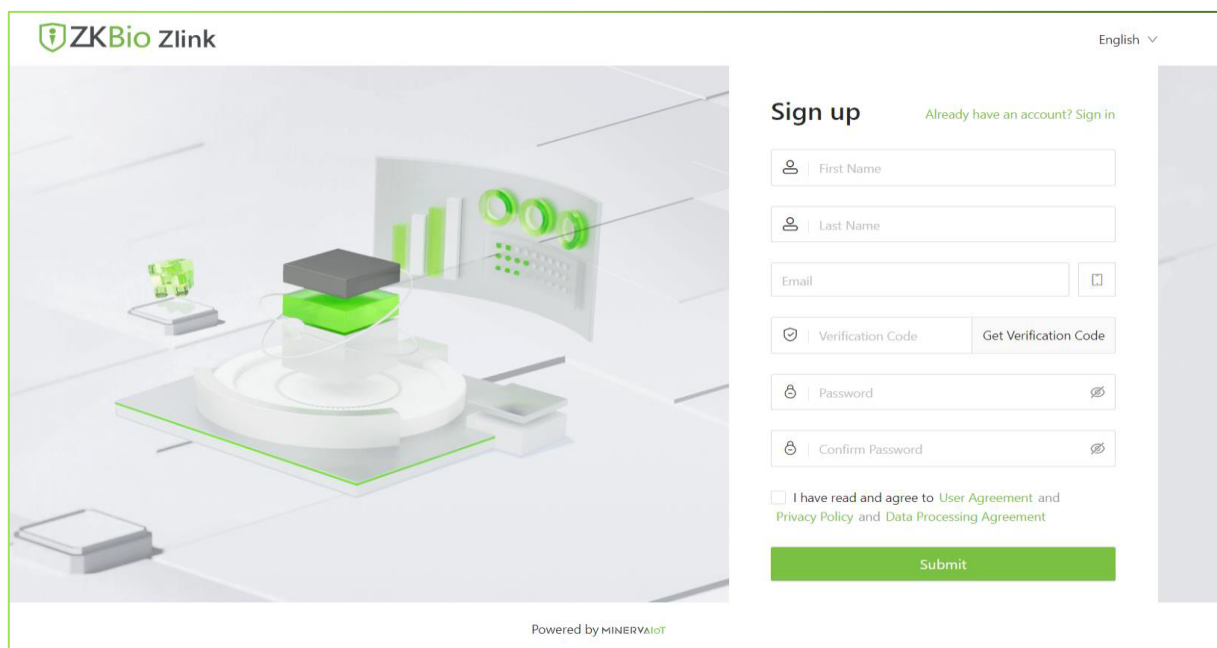 ZKBio Zlink
English
Sign up
Already have an account? Sign in
First Name
Last Name
Email
Verification Code
Get Verification Code
Password
Confirm Password
I have read and agree to User Agreement and
Privacy Policy and Data Processing Agreement
Submit
Powered by MINERVAIoT